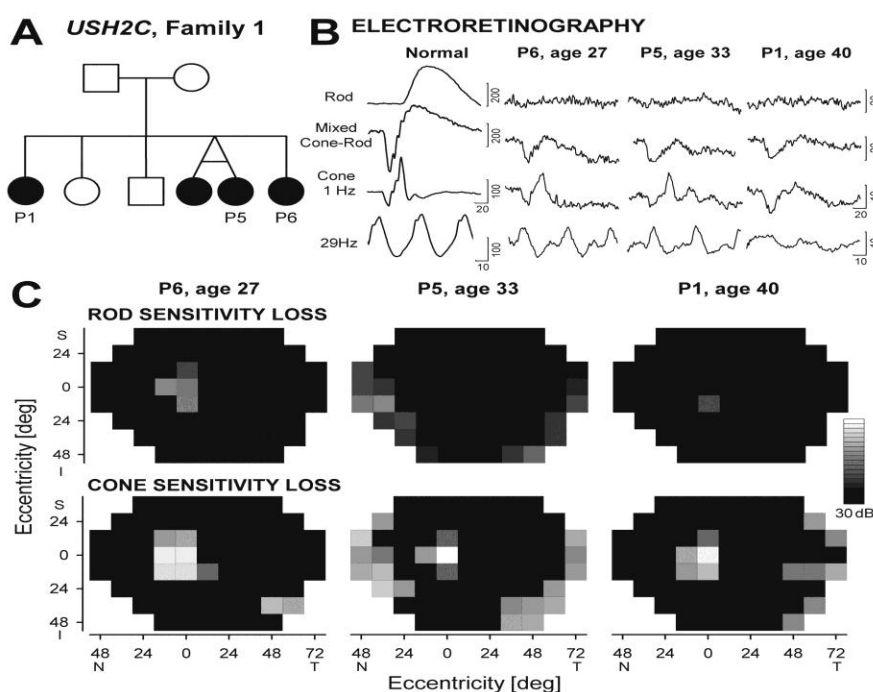 A USH2C, Family 1
P1
P5
P6
B ELECTRORETINOGRAPHY
Normal P6, age 27 P5, age 33 P1, age 40
Rod
200
Mixed
Cone-Rod
200
Cone
1 Hz
100
20
20
29Hz
100
10
10
C P6, age 27 P5, age 33 P1, age 40
ROD SENSITIVITY LOSS
Eccentricity [deg]
S
24
0
24
48
I
30 dB
CONE SENSITIVITY LOSS
S
24
0
24
48
I
48 24 0 24 48 72 48 24 0 24 48 72 48 24 0 24 48 72
N T N T N T
Eccentricity [deg]